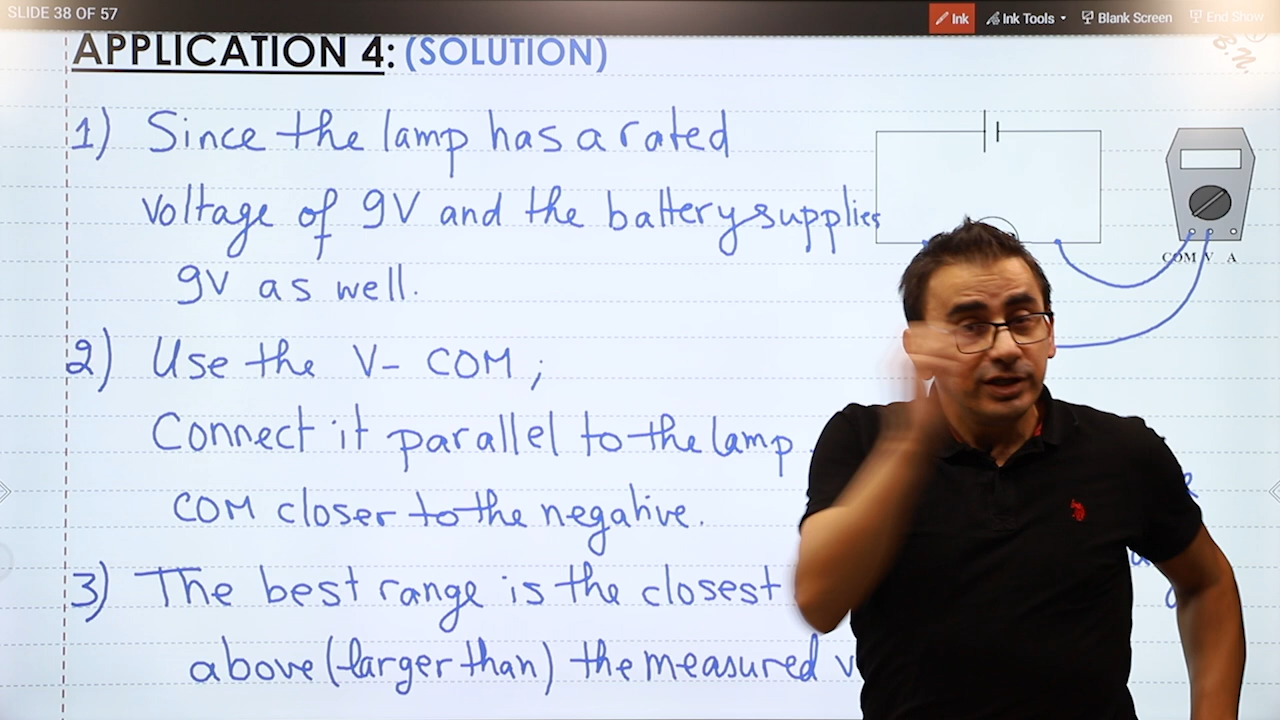 SLIDE 38 OF 57
Ink
Ink Tools
Blank Screen
End Show
B.N.
APPLICATION 4: (SOLUTION)
1) Since the lamp has a rated
voltage of 9V and the battery supplies
9V as well.
COM V A
2) Use the V- COM ;
Connect it parallel to the lamp.
COM closer to the negative.
3) The best range is the closest
above (larger than) the measured v